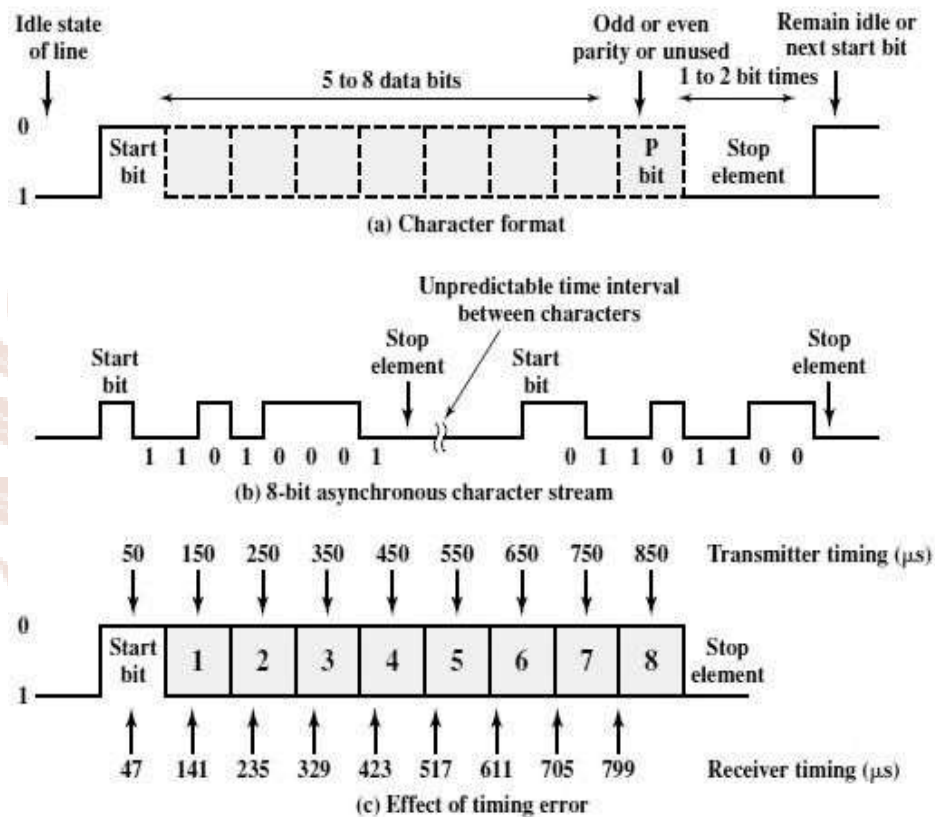 Idle state
of line
Odd or even
parity or unused
Remain idle or
next start bit
5 to 8 data bits
1 to 2 bit times
0
Start
bit
P
bit
Stop
element
1
(a) Character format
Unpredictable time interval
between characters
Start
bit
Stop
element
Start
bit
Stop
element
1 1 0 1 0 0 0 1
0 1 1 0 1 1 0 0
(b) 8-bit asynchronous character stream
50 150 250 350 450 550 650 750 850 Transmitter timing (μs)
0
Start
bit
1 2 3 4 5 6 7 8
Stop
element
1
47 141 235 329 423 517 611 705 799 Receiver timing (μs)
(c) Effect of timing error